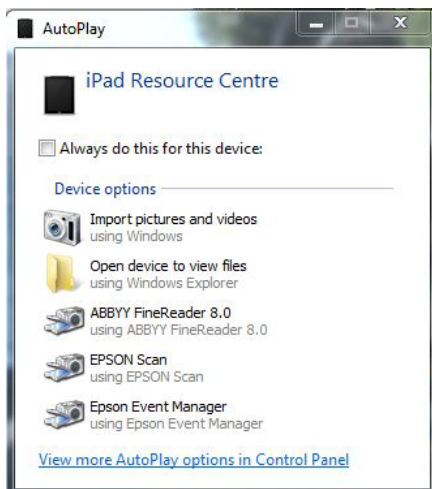 AutoPlay
iPad Resource Centre
Always do this for this device:
Device options
Import pictures and videos
using Windows
Open device to view files
using Windows Explorer
ABBYY FineReader 8.0
using ABBYY FineReader 8.0
EPSON Scan
using EPSON Scan
Epson Event Manager
using Epson Event Manager
View more AutoPlay options in Control Panel